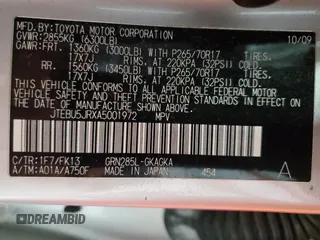 MFD.BY:TOYOTA MOTOR CORPORATION 10/09
GVWR:2855KG (6300LB)
GAWR:FRT. 1360KG (3000LB) WITH P265/70R17 TIRES.
17X7J RIMS, AT 220KPA (32PSI) COLD
RR. 1560KG (3450LB) WITH P265/70R17 TIRES.
17X7J RIMS, AT 220KPA (32PSI) COLD
THIS VEHICLE CONFORMS TO ALL APPLICABLE FEDERAL MOTOR
VEHICLE SAFETY AND THEFT PREVENTION STANDARDS IN EFFECT
ON THE DATE OF MANUFACTURE SHOWN ABOVE.
JTEBU5JRXA5001972 MPV
C/TR:1F7/FK13 GRN285L-GKAGKA
A/TM:A01A/A750F MADE IN JAPAN 454 A
DREAMBID